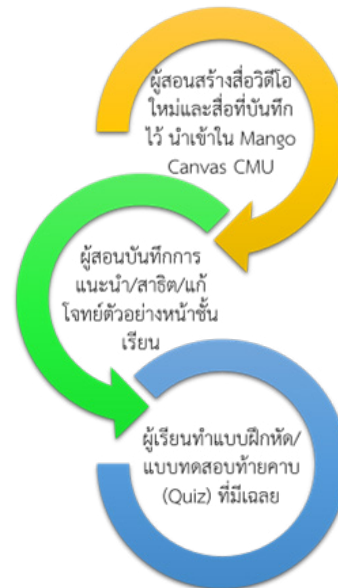 ผู้สอนสร้างสื่อวิดีโอ
ใหม่และสื่อที่บันทึก
ไว้ นำเข้าใน Mango
Canvas CMU
ผู้สอนบันทึกการ
แนะนำ/สาธิต/แก้
โจทย์ตัวอย่างหน้าชั้น
เรียน
ผู้เรียนทำแบบฝึกหัด/
แบบทดสอบท้ายคาบ
(Quiz) ที่มีเฉลย